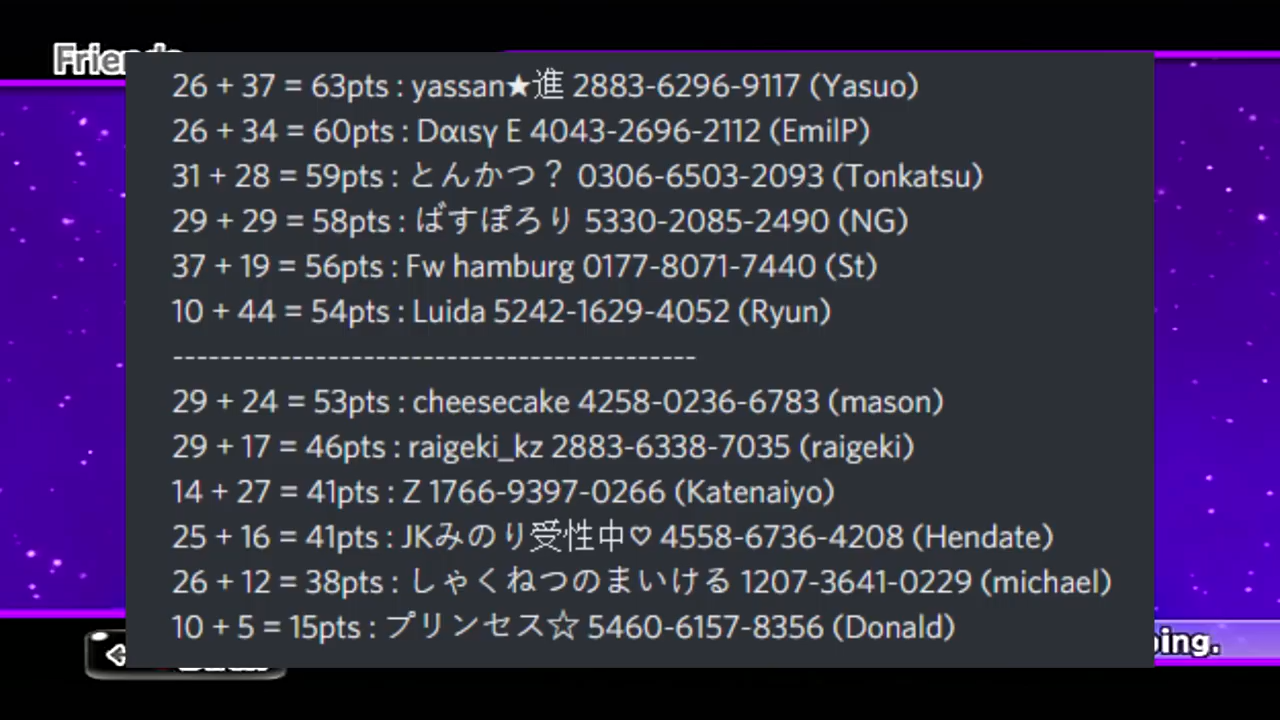 Friends
26 + 37 = 63pts : yassan★進 2883-6296-9117 (Yasuo)
26 + 34 = 60pts : Dαιsγ E 4043-2696-2112 (EmilP)
31 + 28 = 59pts : とんかつ？ 0306-6503-2093 (Tonkatsu)
29 + 29 = 58pts : ばすぽろり 5330-2085-2490 (NG)
37 + 19 = 56pts : Fw hamburg 0177-8071-7440 (St)
10 + 44 = 54pts : Luida 5242-1629-4052 (Ryun)
--------------------------------------------
29 + 24 = 53pts : cheesecake 4258-0236-6783 (mason)
29 + 17 = 46pts : raigeki_kz 2883-6338-7035 (raigeki)
14 + 27 = 41pts : Z 1766-9397-0266 (Katenaiyo)
25 + 16 = 41pts : JKみのり受性中♡ 4558-6736-4208 (Hendate)
26 + 12 = 38pts : しゃくねつのまいける 1207-3641-0229 (michael)
10 + 5 = 15pts : プリンセス☆ 5460-6157-8356 (Donald)